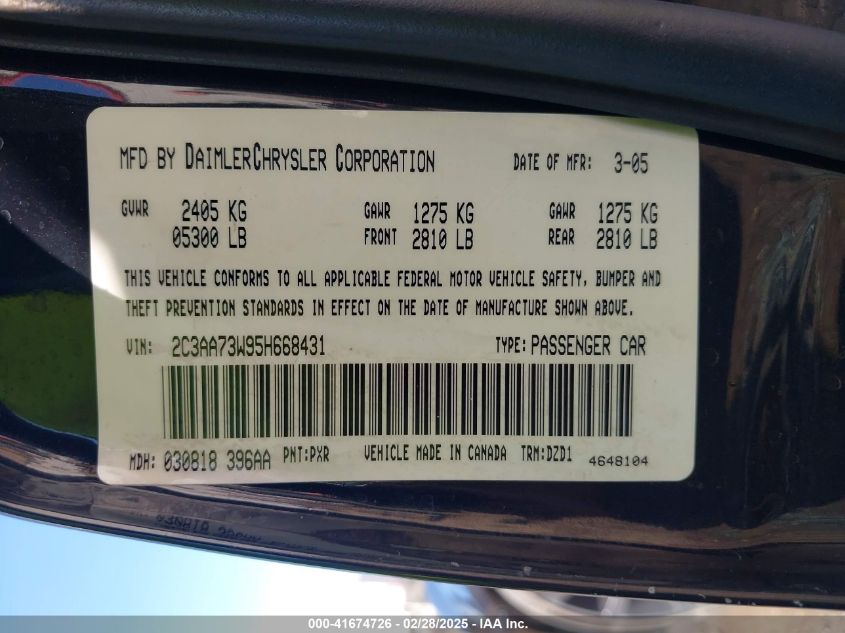 MFD BY DAIMLERCHRYSLER CORPORATION DATE OF MFR: 3-05
GVWR 2405 KG GAWR 1275 KG GAWR 1275 KG
05300 LB FRONT 2810 LB REAR 2810 LB
THIS VEHICLE CONFORMS TO ALL APPLICABLE FEDERAL MOTOR VEHICLE SAFETY, BUMPER AND
THEFT PREVENTION STANDARDS IN EFFECT ON THE DATE OF MANUFACTURE SHOWN ABOVE.
VIN: 2C3AA73W95H668431 TYPE: PASSENGER CAR
MDH: 030818 396AA PNT:PXR VEHICLE MADE IN CANADA TRM:DZD1 4648104
000-41674726 - 02/28/2025 - IAA Inc.